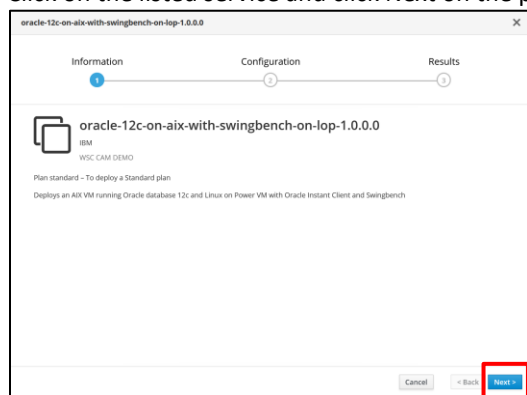 Click on the listed service and click Next on the p
oracle-12c-on-aix-with-swingbench-on-lop-1.0.0.0 ×
Information Configuration Results
1 2 3
oracle-12c-on-aix-with-swingbench-on-lop-1.0.0.0
IBM
WSC CAM DEMO
Plan standard – To deploy a Standard plan
Deploys an AIX VM running Oracle database 12c and Linux on Power VM with Oracle Instant Client and Swingbench
Cancel < Back Next >